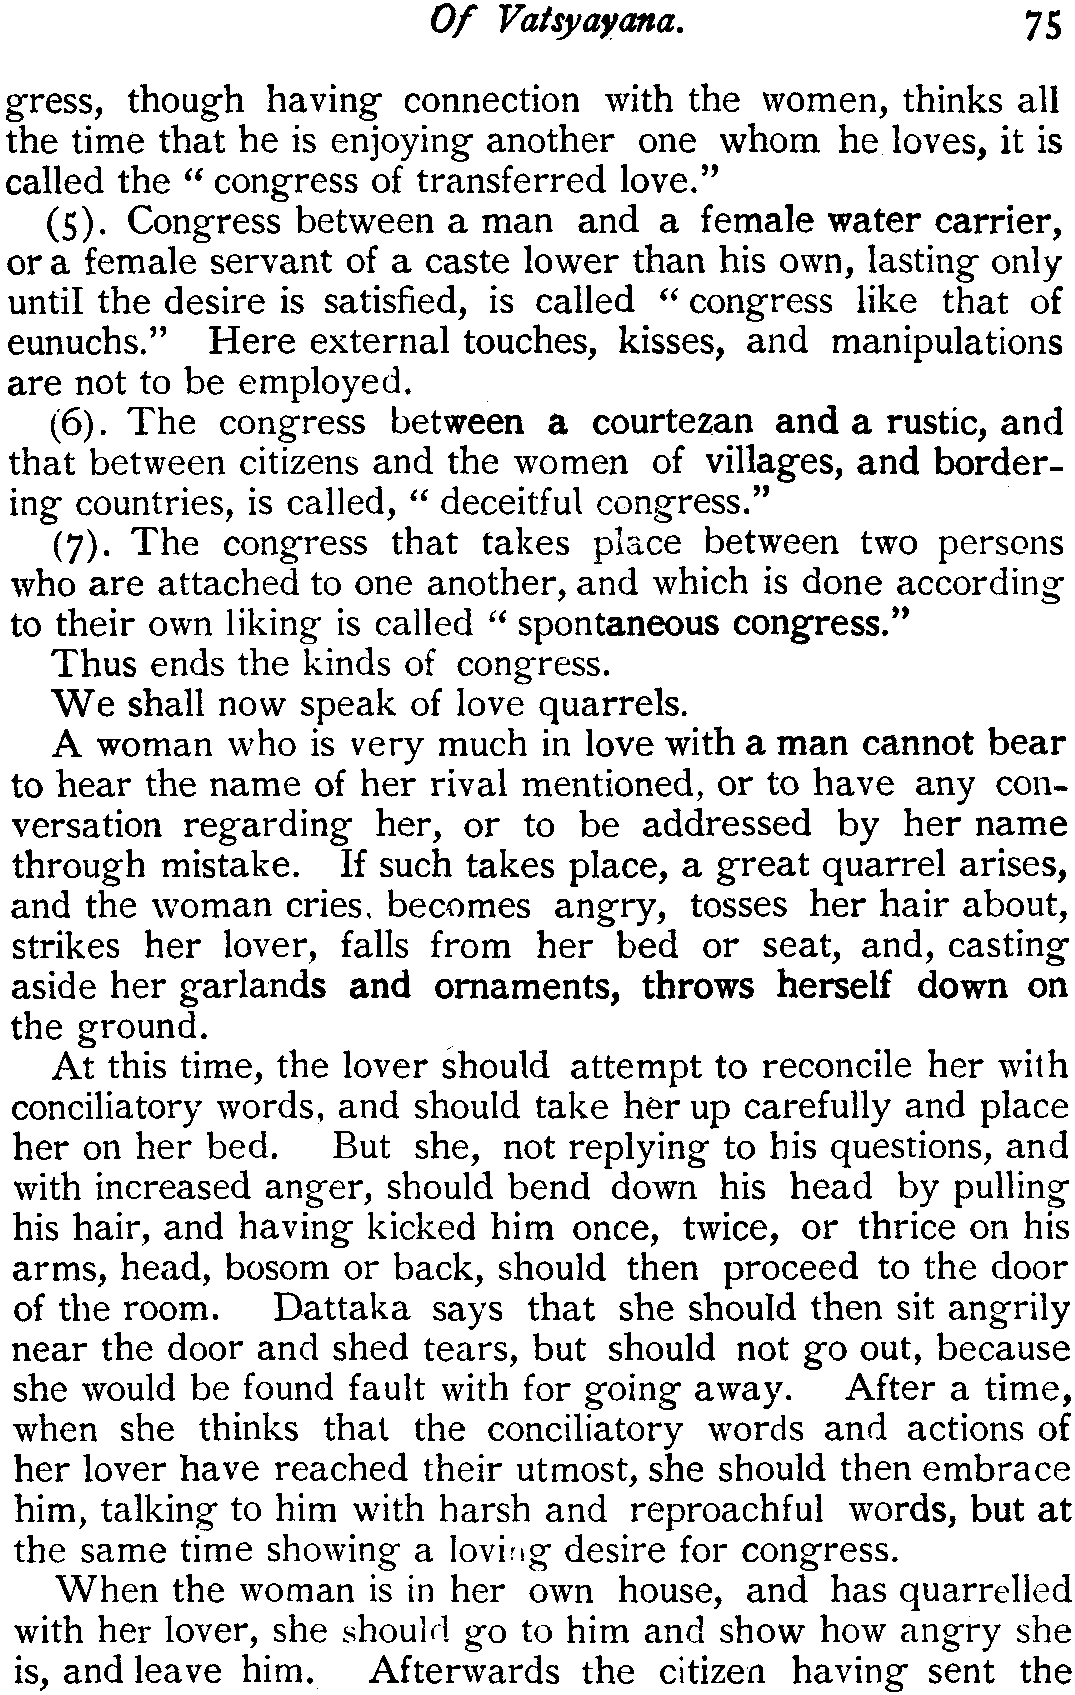 Of Vatsyayana. 75
gress, though having connection with the women, thinks all
the time that he is enjoying another one whom he loves, it is
called the “ congress of transferred love.”
(5). Congress between a man and a female water carrier,
or a female servant of a caste lower than his own, lasting only
until the desire is satisfied, is called “ congress like that of
eunuchs.” Here external touches, kisses, and manipulations
are not to be employed.
(6). The congress between a courtezan and a rustic, and
that between citizens and the women of villages, and border-
ing countries, is called, “ deceitful congress.”
(7). The congress that takes place between two persons
who are attached to one another, and which is done according
to their own liking is called “ spontaneous congress.”
Thus ends the kinds of congress.
We shall now speak of love quarrels.
A woman who is very much in love with a man cannot bear
to hear the name of her rival mentioned, or to have any con-
versation regarding her, or to be addressed by her name
through mistake. If such takes place, a great quarrel arises,
and the woman cries, becomes angry, tosses her hair about,
strikes her lover, falls from her bed or seat, and, casting
aside her garlands and ornaments, throws herself down on
the ground.
At this time, the lover should attempt to reconcile her with
conciliatory words, and should take her up carefully and place
her on her bed. But she, not replying to his questions, and
with increased anger, should bend down his head by pulling
his hair, and having kicked him once, twice, or thrice on his
arms, head, bosom or back, should then proceed to the door
of the room. Dattaka says that she should then sit angrily
near the door and shed tears, but should not go out, because
she would be found fault with for going away. After a time,
when she thinks that the conciliatory words and actions of
her lover have reached their utmost, she should then embrace
him, talking to him with harsh and reproachful words, but at
the same time showing a loving desire for congress.
When the woman is in her own house, and has quarrelled
with her lover, she should go to him and show how angry she
is, and leave him. Afterwards the citizen having sent the